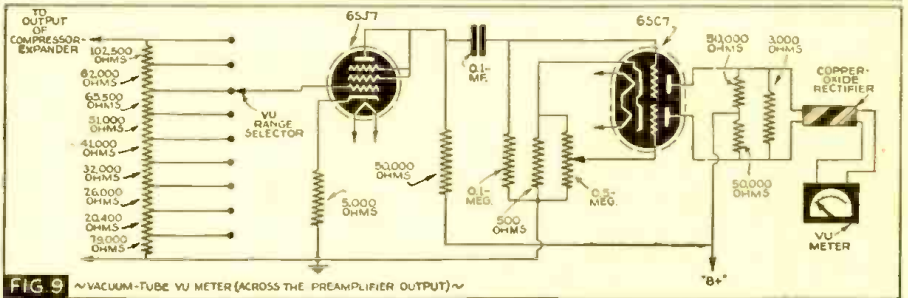 TO
OUTPUT
OF
COMPRESSOR-
EXPANDER
102,500
OHMS
82,000
OHMS
65,500
OHMS
51,000
OHMS
41,000
OHMS
32,000
OHMS
26,000
OHMS
20,400
OHMS
79,000
OHMS
VU
RANGE
SELECTOR
6SJ7
5,000
OHMS
50,000
OHMS
0.1-
MF.
0.1-
MEG.
500
OHMS
0.5-
MEG.
6SC7
50,000
OHMS
3,000
OHMS
50,000
OHMS
COPPER-
OXIDE
RECTIFIER
VU
METER
"B+"
FIG. 9 ~VACUUM-TUBE VU METER (ACROSS THE PREAMPLIFIER OUTPUT)~